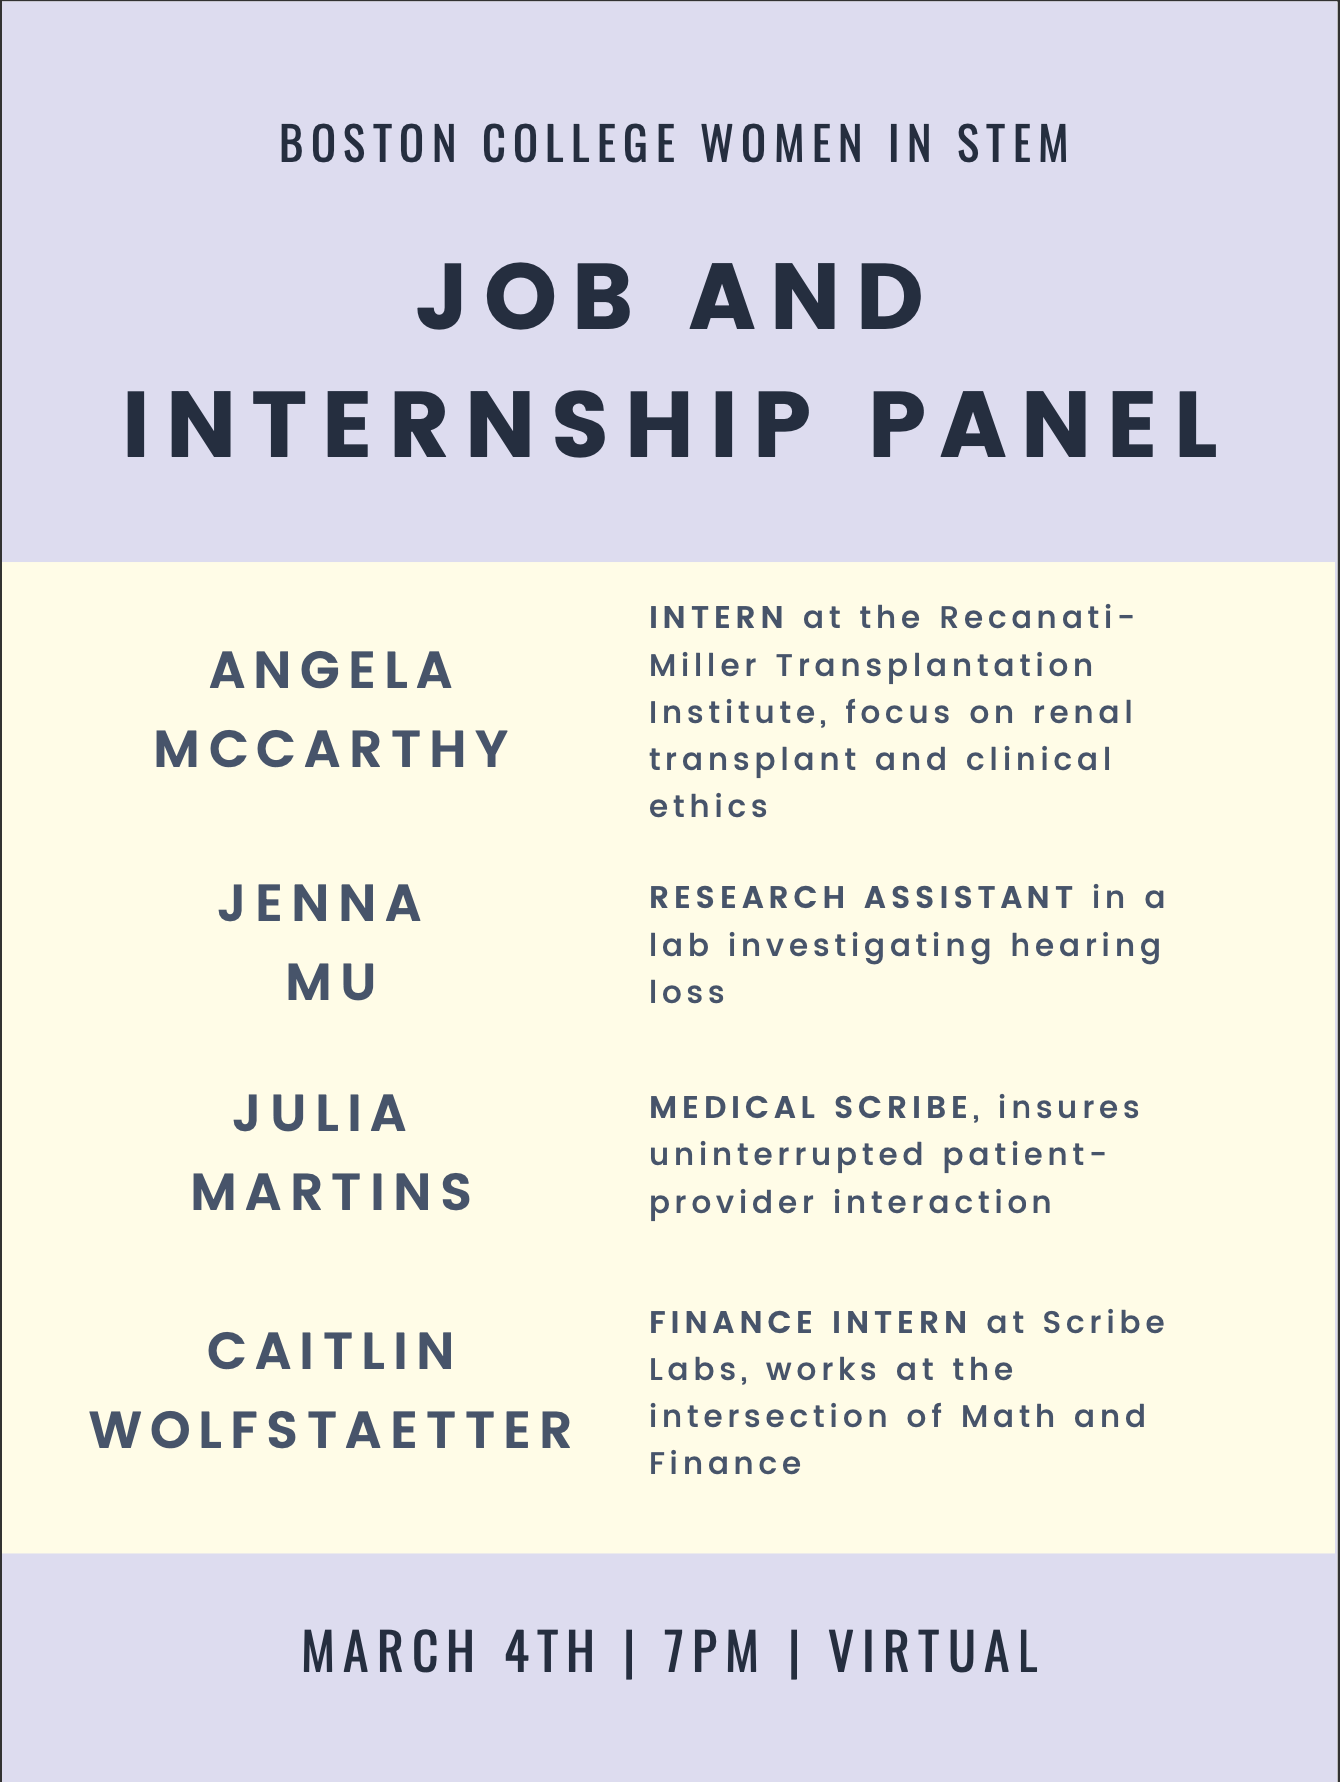 BOSTON COLLEGE WOMEN IN STEM
JOB AND
INTERNSHIP PANEL
ANGELA
MCCARTHY
INTERN at the Recanati-
Miller Transplantation
Institute, focus on renal
transplant and clinical
ethics
JENNA
MU
RESEARCH ASSISTANT in a
lab investigating hearing
loss
JULIA
MARTINS
MEDICAL SCRIBE, insures
uninterrupted patient-
provider interaction
CAITLIN
WOLFSTAETTER
FINANCE INTERN at Scribe
Labs, works at the
intersection of Math and
Finance
MARCH 4TH | 7PM | VIRTUAL